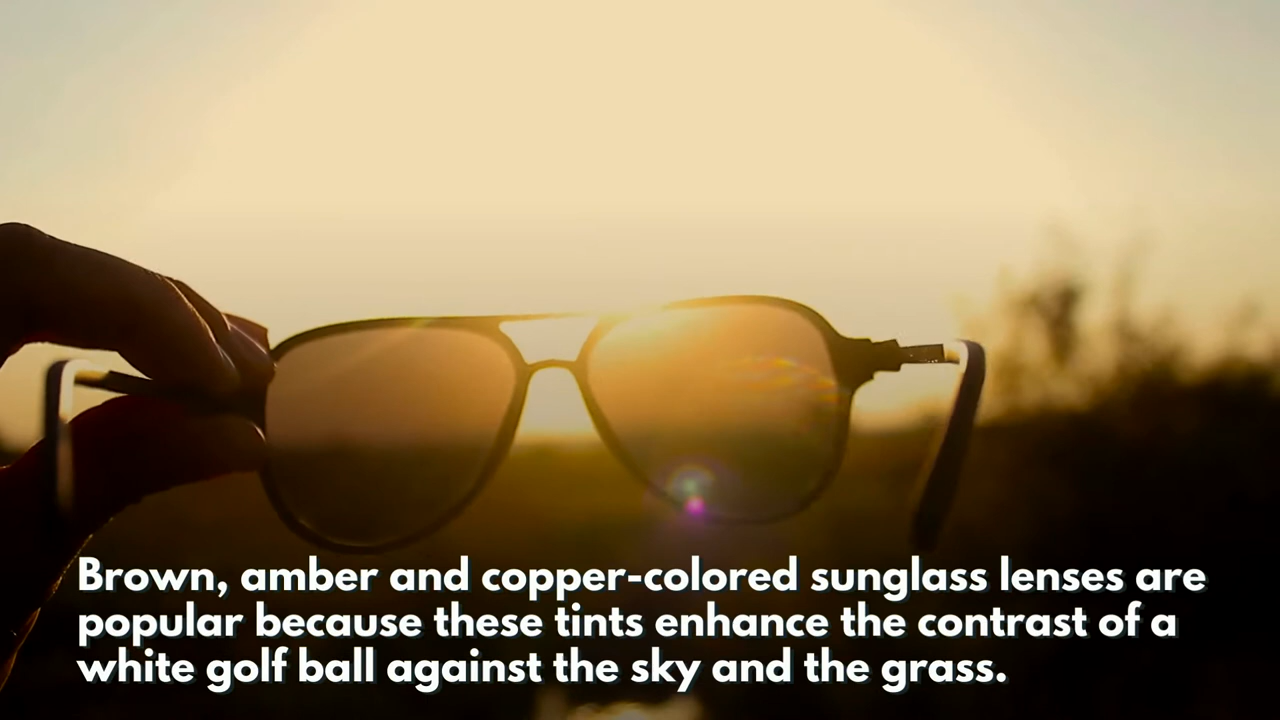 Brown, amber and copper-colored sunglass lenses are
popular because these tints enhance the contrast of a
white golf ball against the sky and the grass.